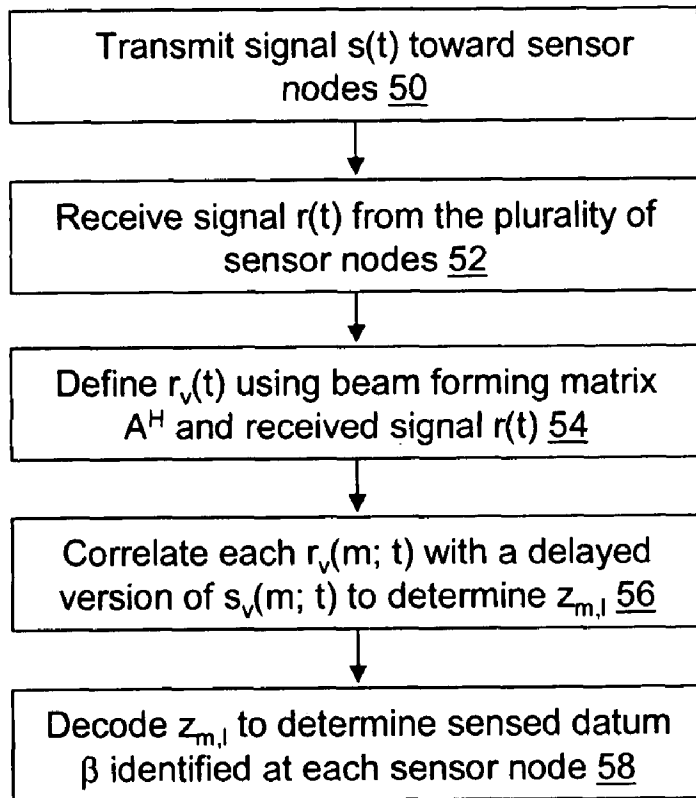 Transmit signal s(t) toward sensor
nodes 50
Receive signal r(t) from the plurality of
sensor nodes 52
Define rᵥ(t) using beam forming matrix
Aᴴ and received signal r(t) 54
Correlate each rᵥ(m; t) with a delayed
version of sᵥ(m; t) to determine zₘ,ₗ 56
Decode zₘ,ₗ to determine sensed datum
β identified at each sensor node 58